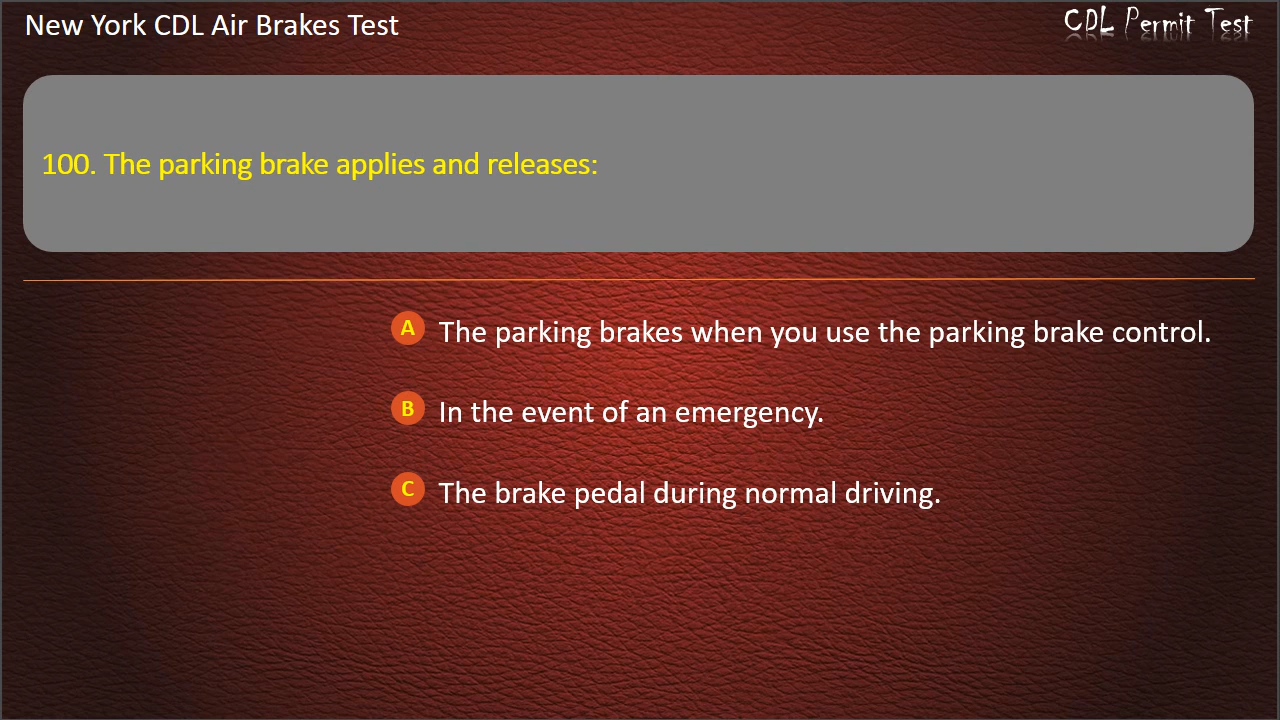 New York CDL Air Brakes Test
CDL Permit Test
100. The parking brake applies and releases:
A The parking brakes when you use the parking brake control.
B In the event of an emergency.
C The brake pedal during normal driving.